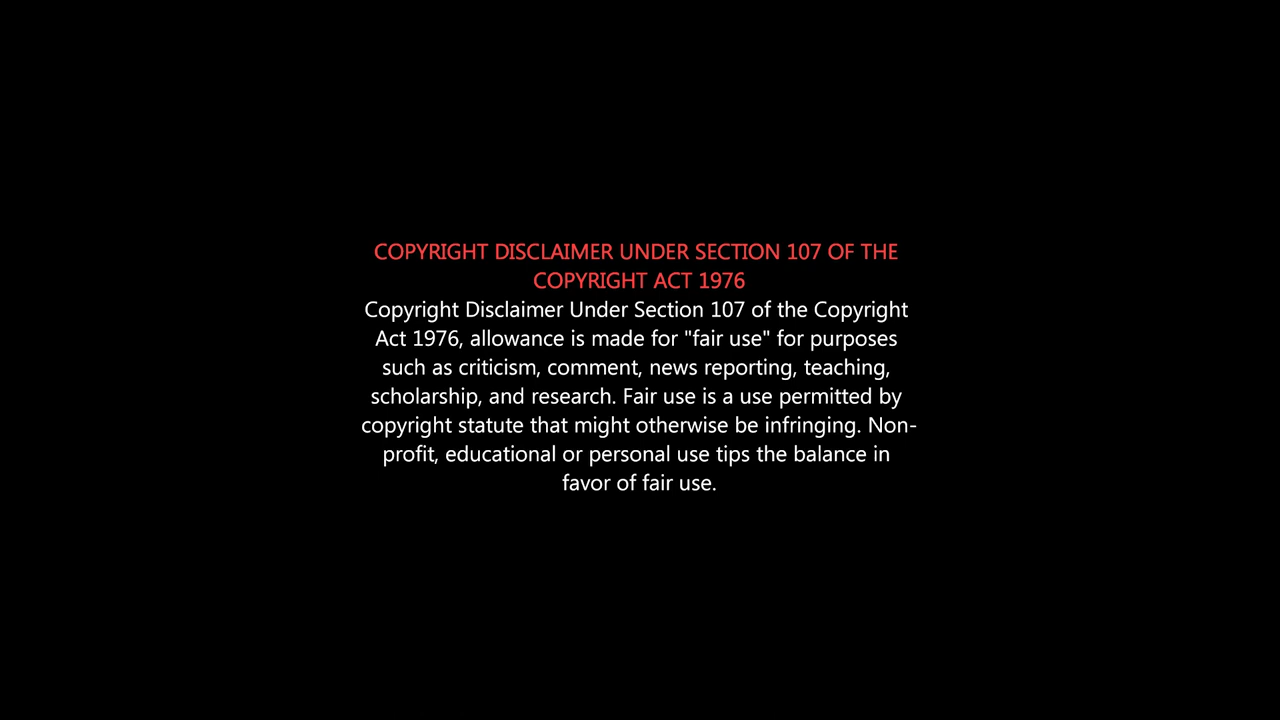 COPYRIGHT DISCLAIMER UNDER SECTION 107 OF THE
COPYRIGHT ACT 1976
Copyright Disclaimer Under Section 107 of the Copyright
Act 1976, allowance is made for "fair use" for purposes
such as criticism, comment, news reporting, teaching,
scholarship, and research. Fair use is a use permitted by
copyright statute that might otherwise be infringing. Non-
profit, educational or personal use tips the balance in
favor of fair use.